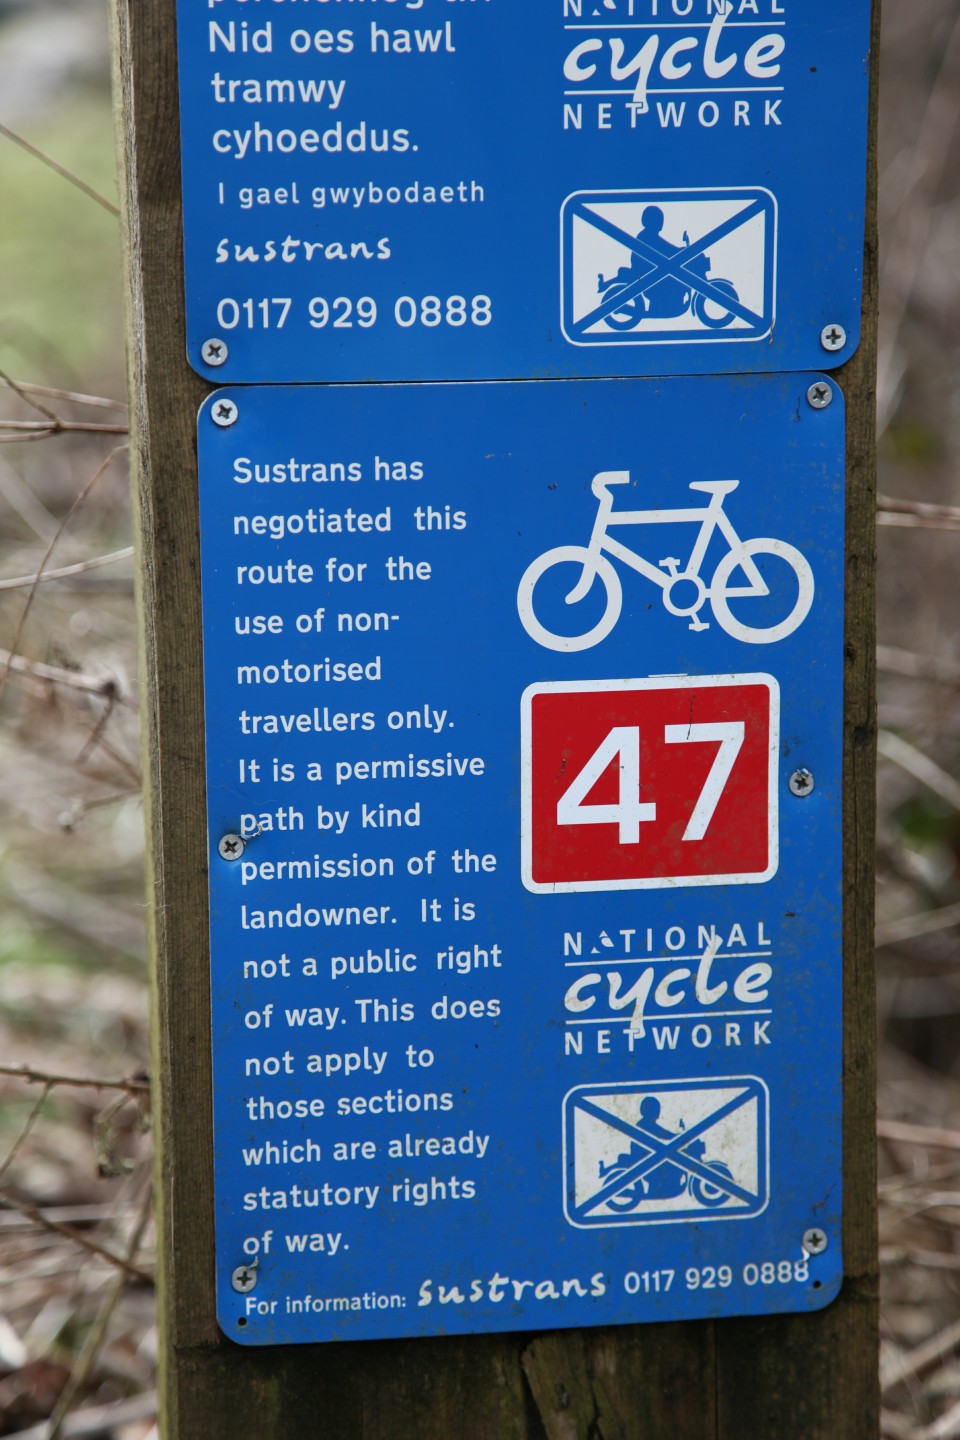 Nid oes hawl
tramwy
cyhoeddus.
I gael gwybodaeth
sustrans
0117 929 0888
NATIONAL
cycle
NETWORK
Sustrans has
negotiated this
route for the
use of non-
motorised
travellers only.
It is a permissive
path by kind
permission of the
landowner. It is
not a public right
of way. This does
not apply to
those sections
which are already
statutory rights
of way.
47
NATIONAL
cycle
NETWORK
For information: sustrans 0117 929 0888